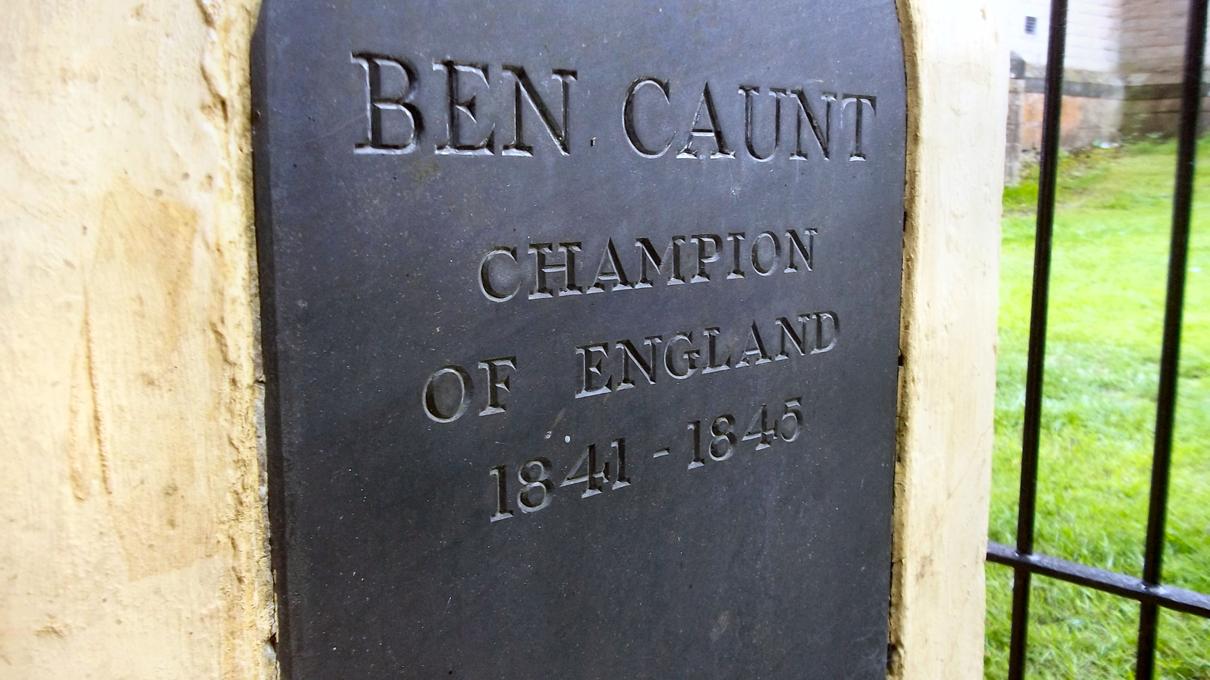 BEN CAUNT
CHAMPION
OF ENGLAND
1841 - 1845